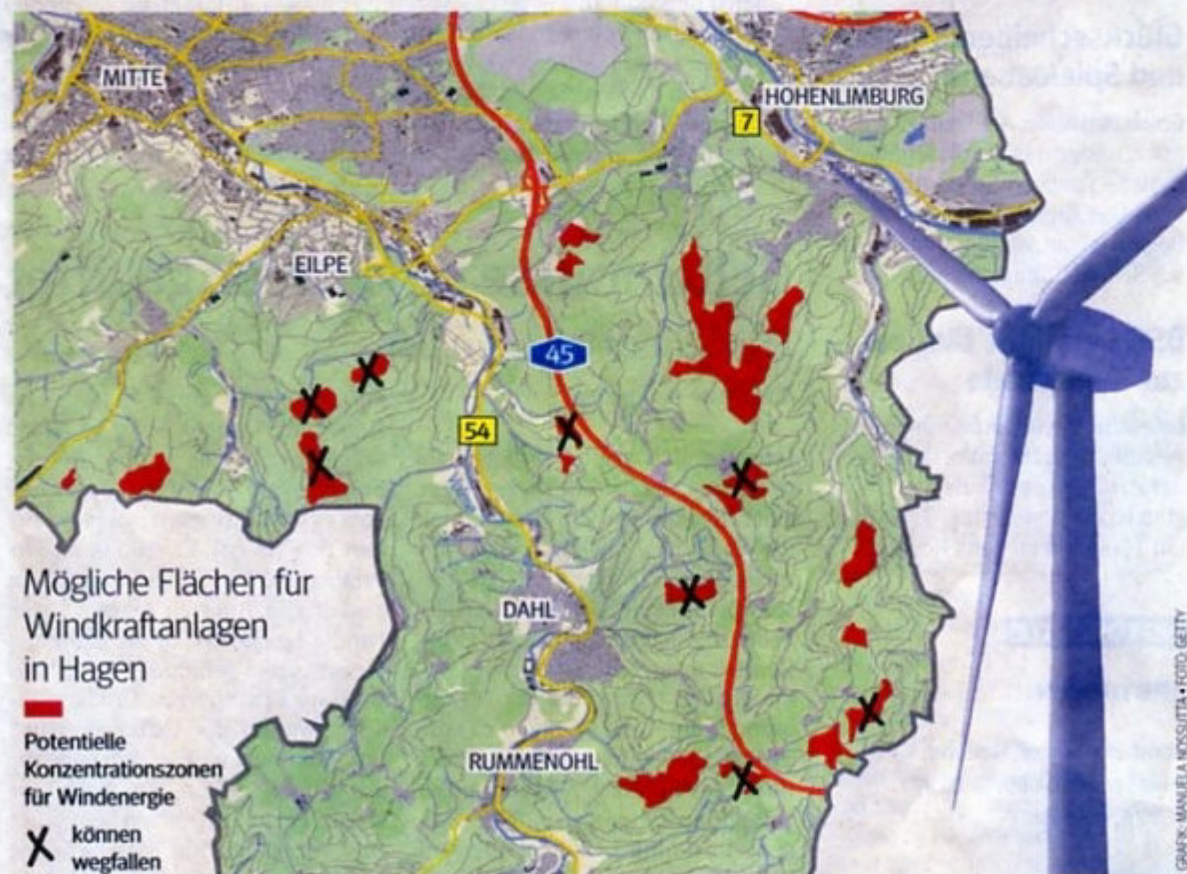 MITTE
HOHENLIMBURG
7
EILPE
45
54
DAHL
RUMMENOHL
Mögliche Flächen für
Windkraftanlagen
in Hagen
Potentielle
Konzentrationszonen
für Windenergie
X können
wegfallen
GRAFIK: MANUELA NOSSUTTA • FOTO: GETTY